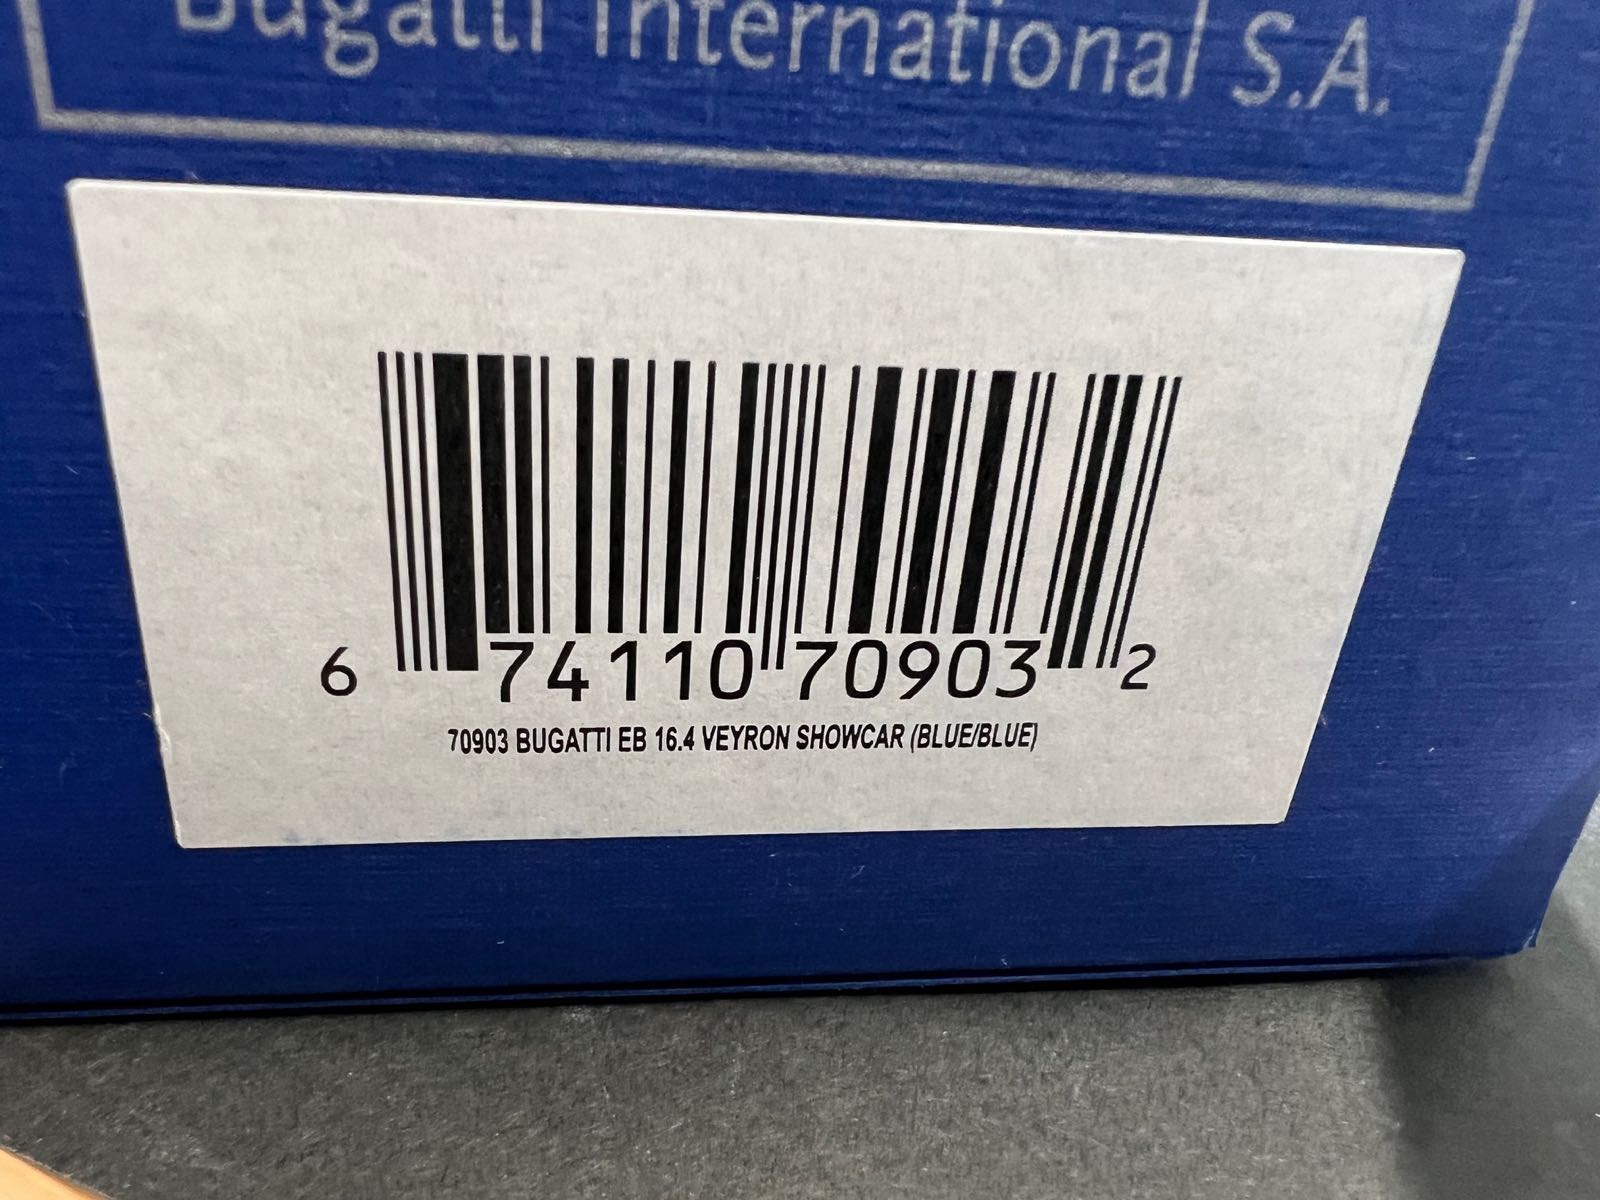 Bugatti International S.A.
6 74110 70903 2
70903 BUGATTI EB 16.4 VEYRON SHOWCAR (BLUE/BLUE)